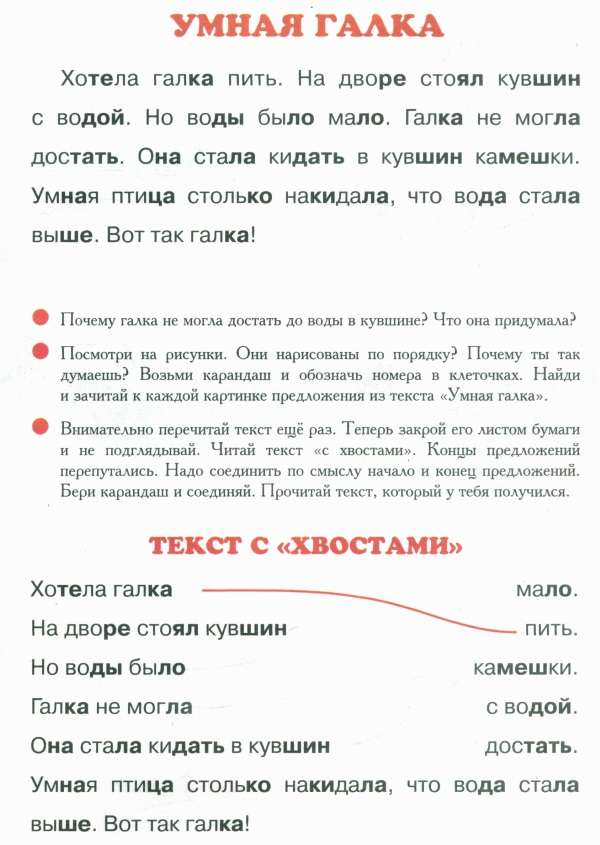 УМНАЯ ГАЛКА
Хотела галка пить. На дворе стоял кувшин
с водой. Но воды было мало. Галка не могла
достать. Она стала кидать в кувшин камешки.
Умная птица столько накидала, что вода стала
выше. Вот так галка!
Почему галка не могла достать до воды в кувшине? Что она придумала?
Посмотри на рисунки. Они нарисованы по порядку? Почему ты так
думаешь? Возьми карандаш и обозначь номера в клеточках. Найди
и зачитай к каждой картинке предложения из текста «Умная галка».
Внимательно перечитай текст ещё раз. Теперь закрой его листом бумаги
и не подглядывай. Читай текст «с хвостами». Концы предложений
перепутались. Надо соединить по смыслу начало и конец предложений.
Бери карандаш и соединяй. Прочитай текст, который у тебя получился.
ТЕКСТ С «ХВОСТАМИ»
Хотела галка мало.
На дворе стоял кувшин пить.
Но воды было камешки.
Галка не могла с водой.
Она стала кидать в кувшин достать.
Умная птица столько накидала, что вода стала
выше. Вот так галка!